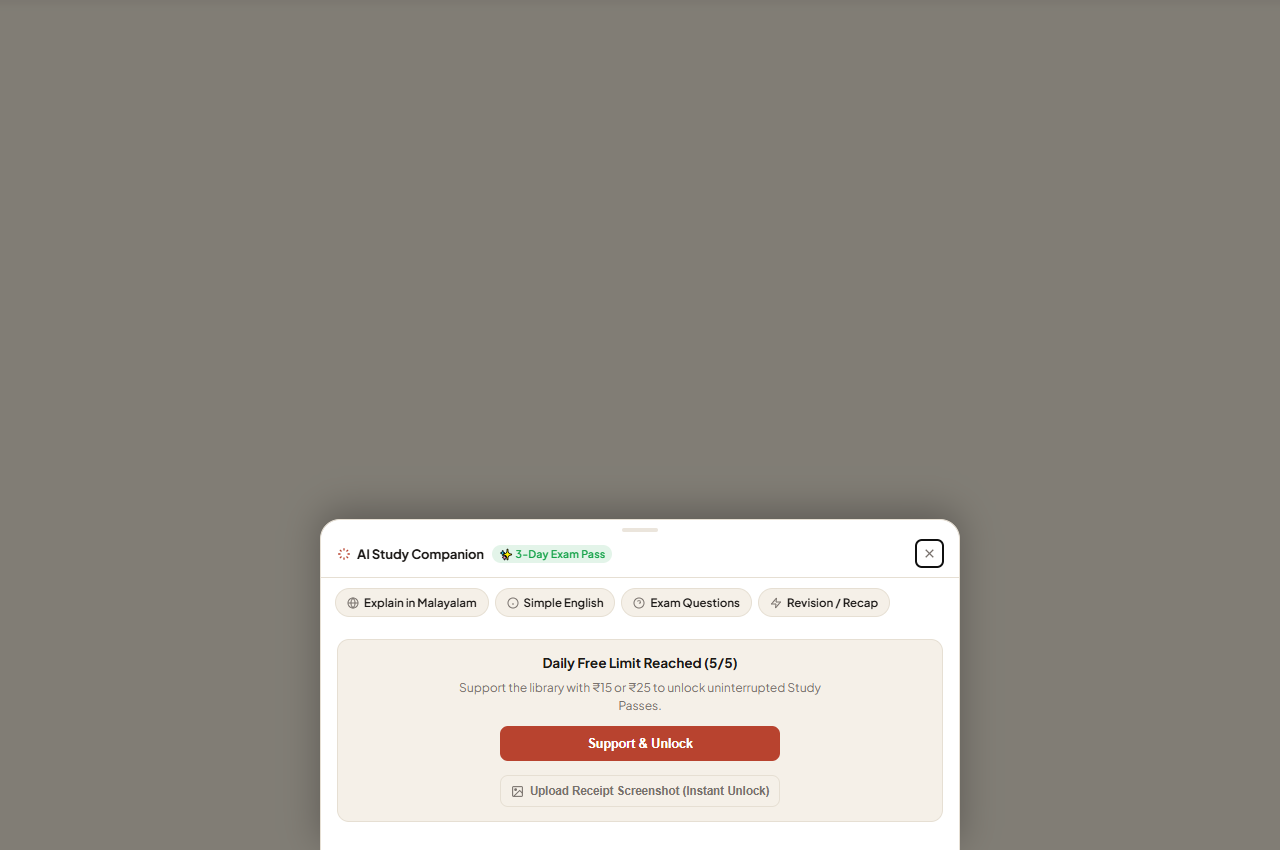 AI Study Companion ✨ 3-Day Exam Pass
Explain in Malayalam Simple English Exam Questions Revision / Recap
Daily Free Limit Reached (5/5)
Support the library with ₹15 or ₹25 to unlock uninterrupted Study
Passes.
Support & Unlock
Upload Receipt Screenshot (Instant Unlock)